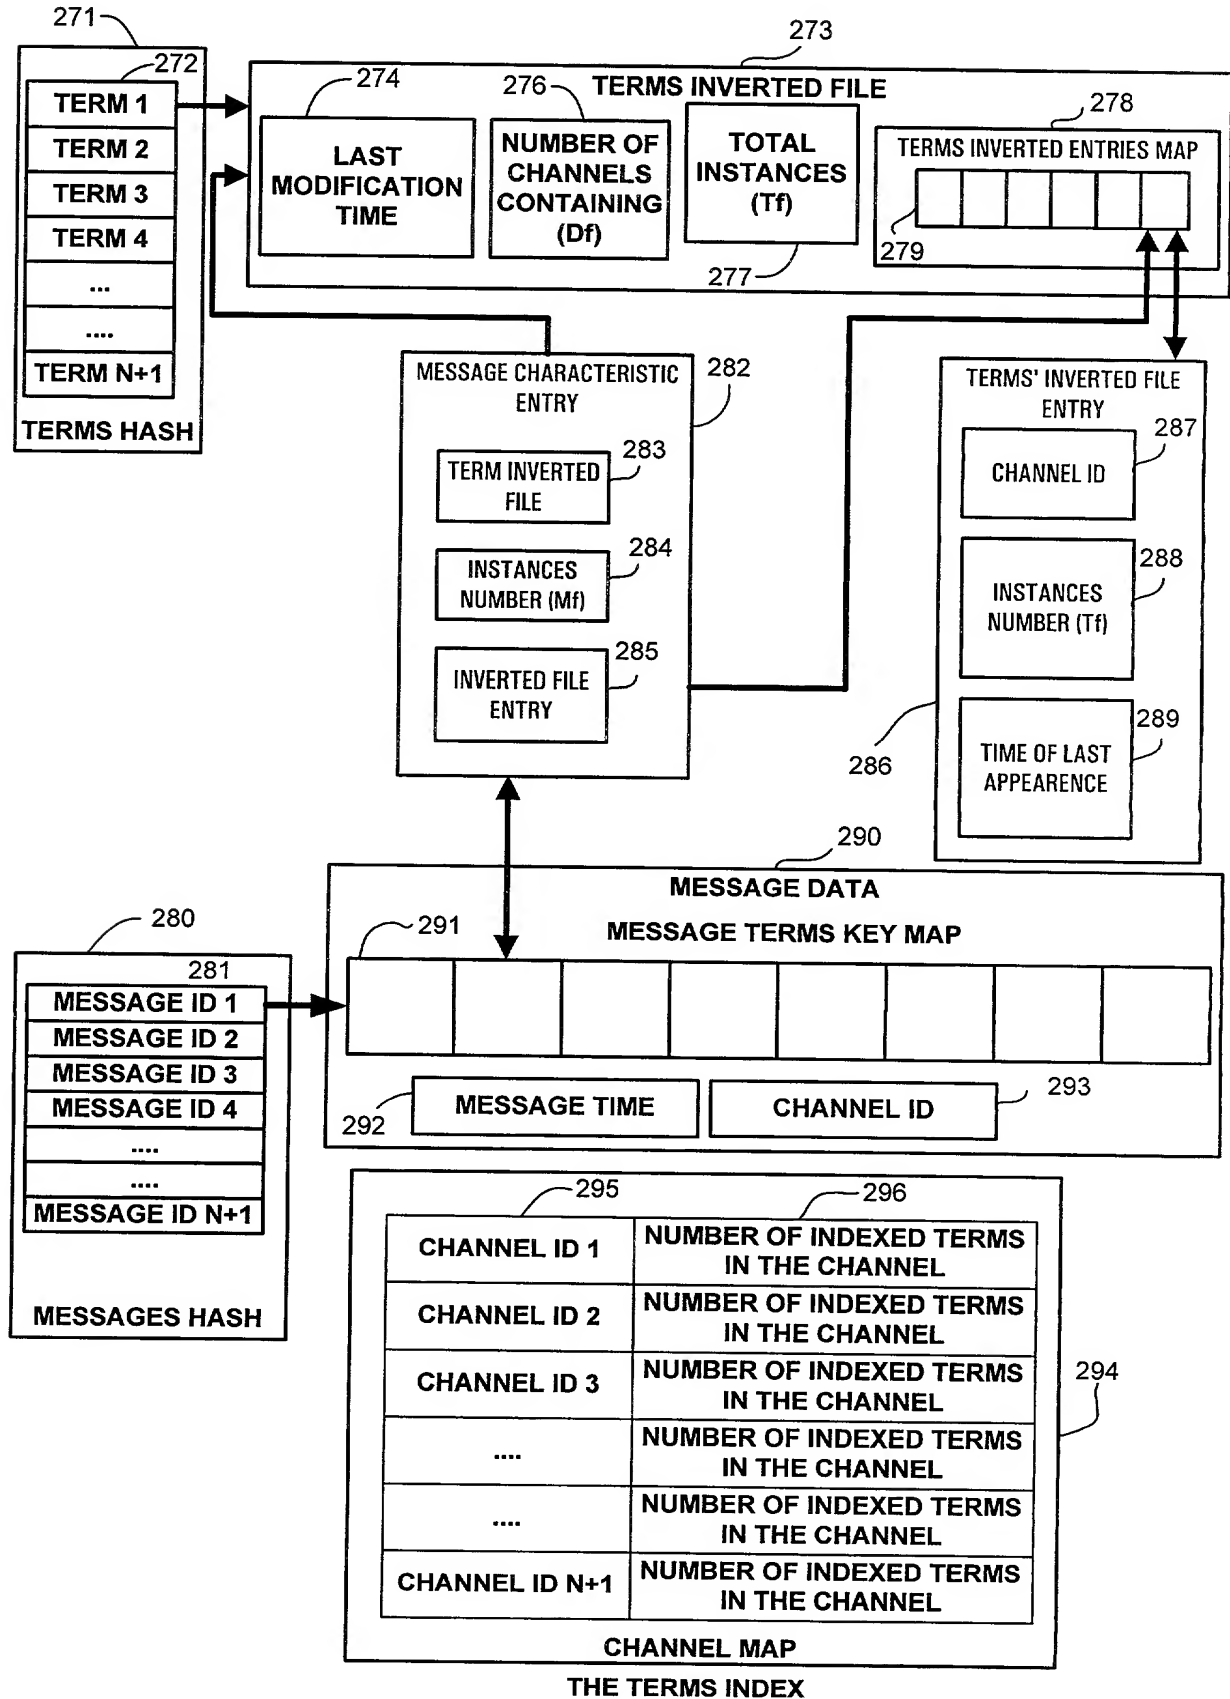 271
272
TERM 1
TERM 2
TERM 3
TERM 4
...
....
TERM N+1
TERMS HASH
273
TERMS INVERTED FILE
274
LAST
MODIFICATION
TIME
276
NUMBER OF
CHANNELS
CONTAINING
(Df)
TOTAL
INSTANCES
(Tf)
277
278
TERMS INVERTED ENTRIES MAP
279
282
MESSAGE CHARACTERISTIC
ENTRY
283
TERM INVERTED
FILE
284
INSTANCES
NUMBER (Mf)
285
INVERTED FILE
ENTRY
TERMS' INVERTED FILE
ENTRY
287
CHANNEL ID
288
INSTANCES
NUMBER (Tf)
286
289
TIME OF LAST
APPEARENCE
290
MESSAGE DATA
291
MESSAGE TERMS KEY MAP
292
MESSAGE TIME
CHANNEL ID
293
280
281
MESSAGE ID 1
MESSAGE ID 2
MESSAGE ID 3
MESSAGE ID 4
....
....
MESSAGE ID N+1
MESSAGES HASH
295
296
CHANNEL ID 1
NUMBER OF INDEXED TERMS
IN THE CHANNEL
CHANNEL ID 2
NUMBER OF INDEXED TERMS
IN THE CHANNEL
CHANNEL ID 3
NUMBER OF INDEXED TERMS
IN THE CHANNEL
294
....
NUMBER OF INDEXED TERMS
IN THE CHANNEL
....
NUMBER OF INDEXED TERMS
IN THE CHANNEL
CHANNEL ID N+1
NUMBER OF INDEXED TERMS
IN THE CHANNEL
CHANNEL MAP
THE TERMS INDEX